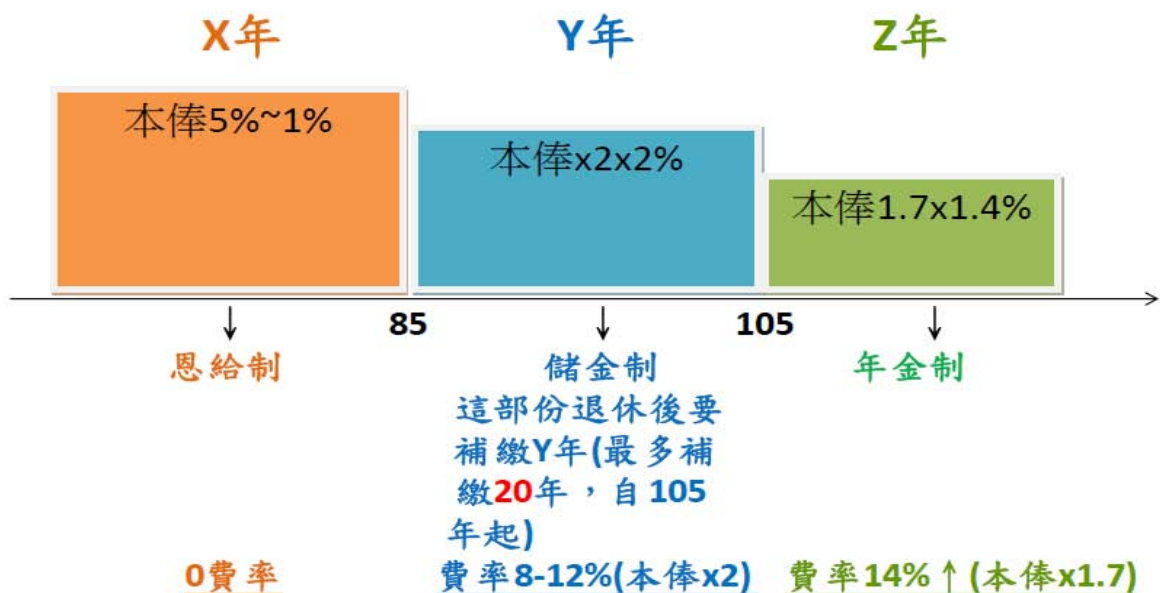 X年
Y年
Z年
本俸5%~1%
本俸x2x2%
本俸1.7x1.4%
85
105
恩給制
儲金制
年金制
這部份退休後要
補繳Y年(最多補
繳20年，自105
年起)
0費率
費率8-12%(本俸x2)
費率14%↑(本俸x1.7)